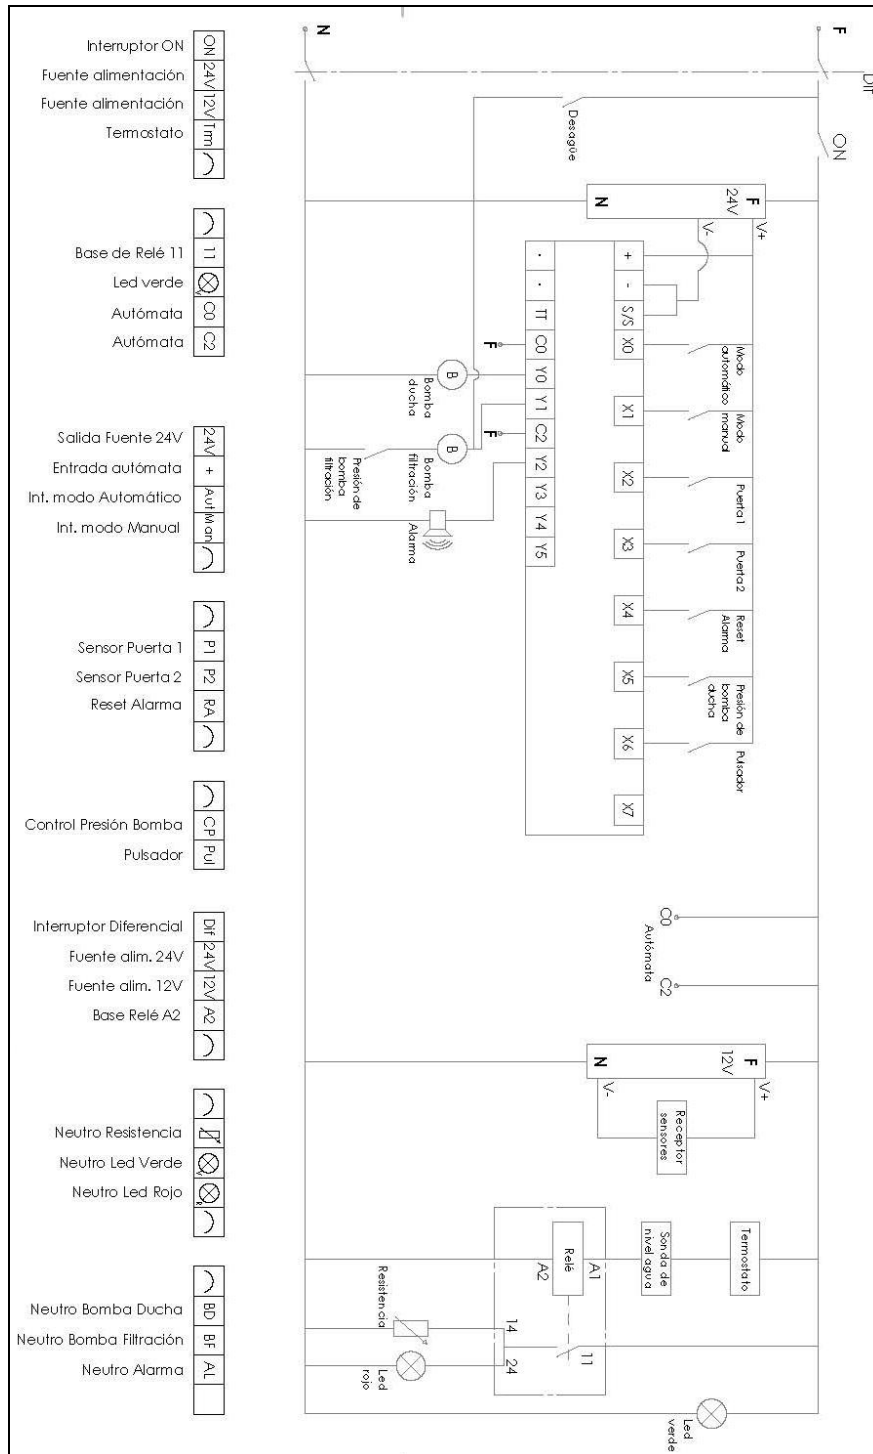 Interruptor ON
ON
Fuente alimentación
24V
Fuente alimentación
12V
Termostato
Trm
Base de Relé 11
11
Led verde
V
Autómata
C0
Autómata
C2
Salida Fuente 24V
24V
Entrada autómata
+
Int. modo Automático
Aut
Int. modo Manual
Man
Sensor Puerta 1
P1
Sensor Puerta 2
P2
Reset Alarma
RA
Control Presión Bomba
CP
Pulsador
Pul
Interruptor Diferencial
Dif
Fuente alim. 24V
24V
Fuente alim. 12V
12V
Base Relé A2
A2
Neutro Resistencia
Neutro Led Verde
V
Neutro Led Rojo
R
Neutro Bomba Ducha
BD
Neutro Bomba Filtración
BF
Neutro Alarma
AL
N
F
Dif
ON
Desagüe
N
24V
F
V-
V+
+
-
S/S
X0
X1
X2
X3
X4
X5
X6
X7
.
.
TT
C0
Y0
Y1
C2
Y2
Y3
Y4
Y5
F
F
B
Bomba
ducha
B
Bomba
filtración
Presión de
bomba
filtración
Alarma
Modo
automático
Modo
manual
Puerta 1
Puerta 2
Reset
Alarma
Presión de
bomba
ducha
Pulsador
C0
Autómata
C2
N
12V
F
V-
V+
Receptor
sensores
Termostato
Sonda de
nivel agua
Relé
A1
A2
11
14
24
Resistencia
Led
rojo
Led
verde